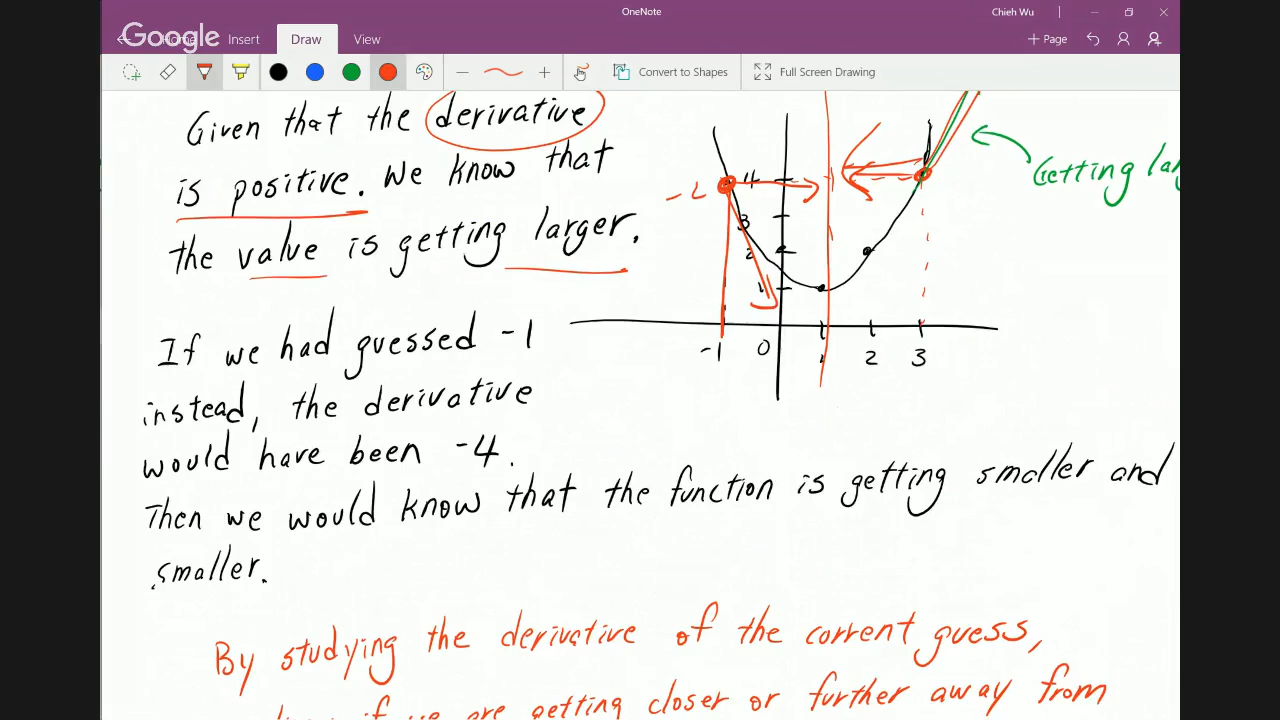 OneNote
Chieh Wu
Google
Home Insert Draw View
Page
Convert to Shapes
Full Screen Drawing
Given that the derivative
is positive. We know that
the value is getting larger.
4
3
2
1
-1 0 1 2 3
Getting
If we had guessed -1
instead, the derivative
would have been -4.
Then we would know that the function is getting smaller and
smaller.
By studying the derivative of the current guess,
if we are getting closer or further away from